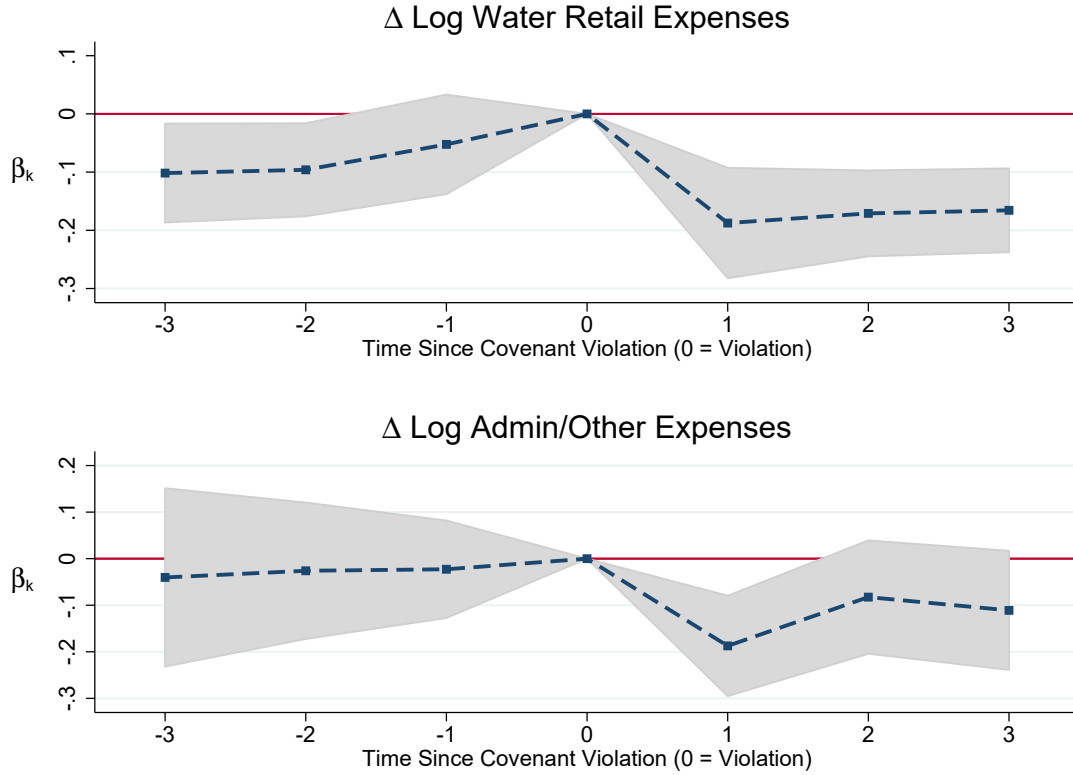 Δ Log Water Retail Expenses
.1
0
-.1
-.2
-.3
βk
-3 -2 -1 0 1 2 3
Time Since Covenant Violation (0 = Violation)
Δ Log Admin/Other Expenses
.2
.1
0
-.1
-.2
-.3
βk
-3 -2 -1 0 1 2 3
Time Since Covenant Violation (0 = Violation)